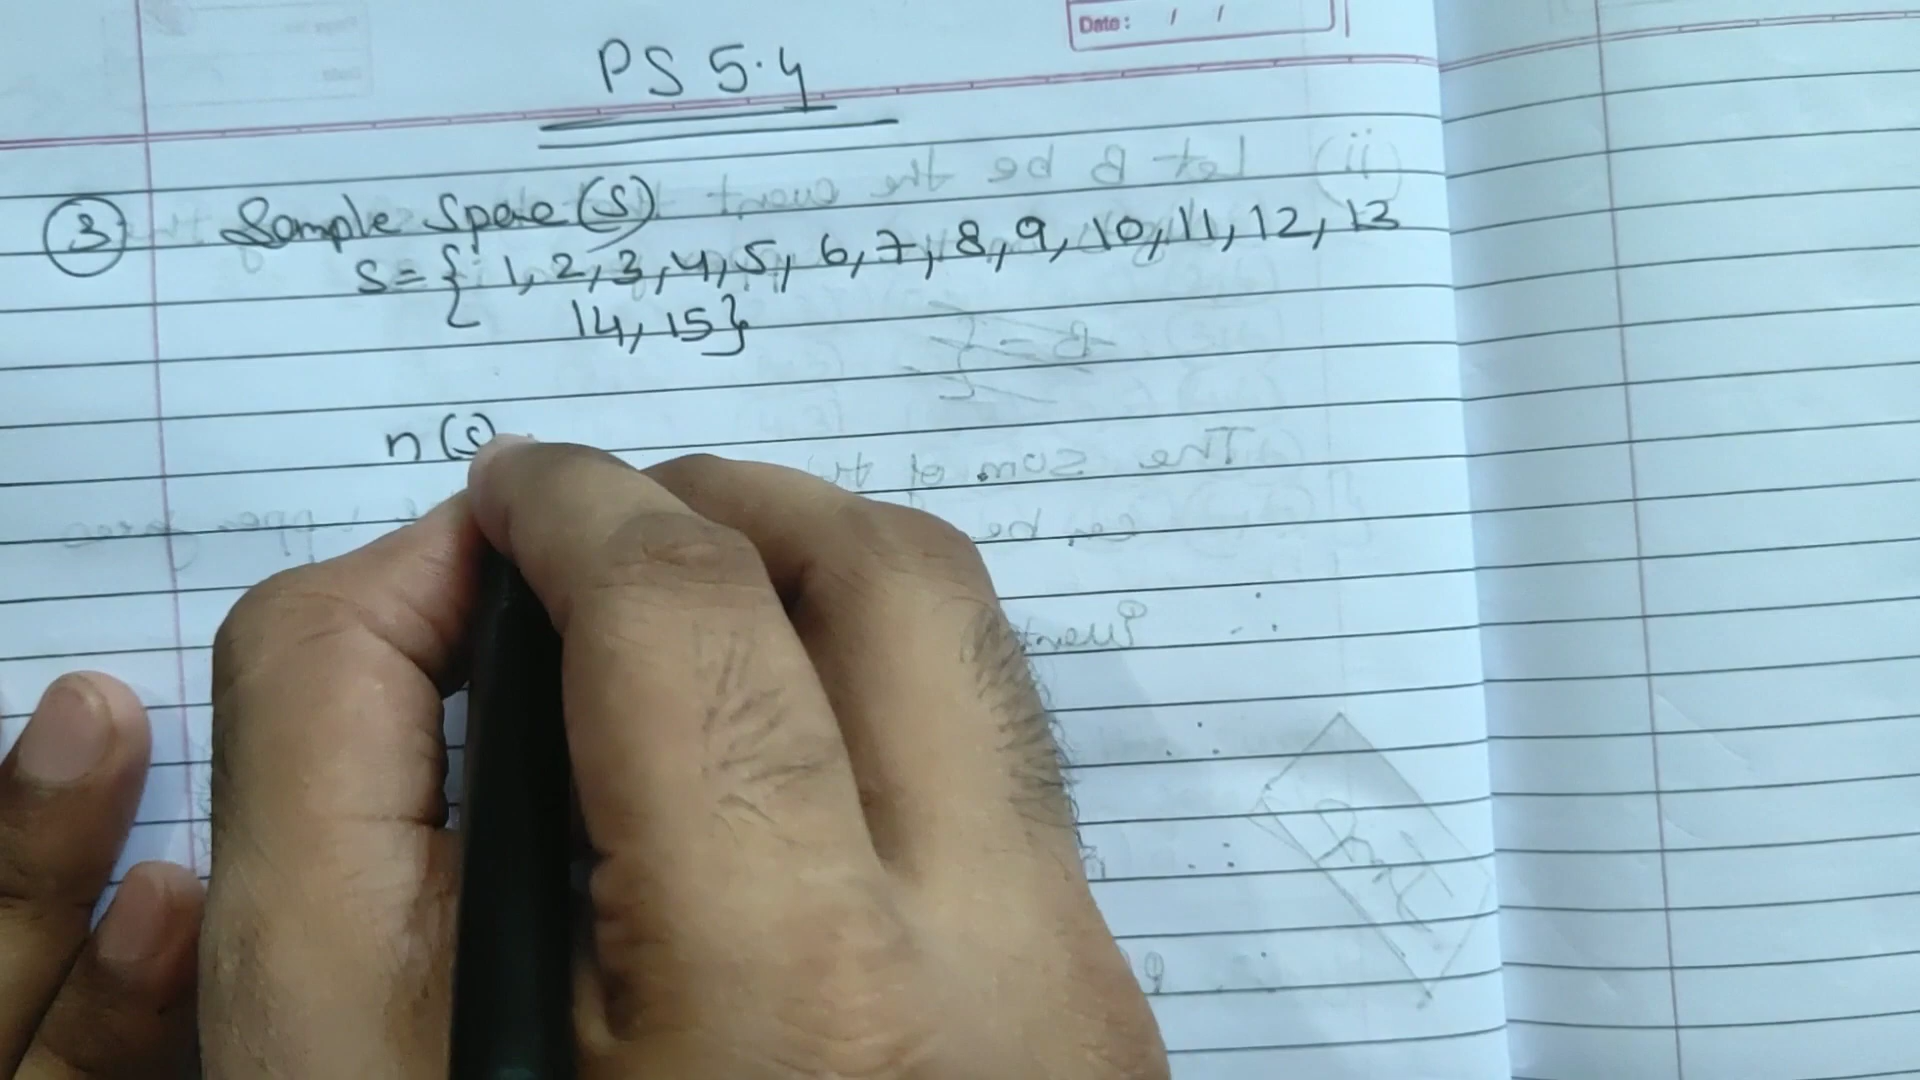 Date: / /
PS 5.4
3 Sample Space (S)
S = { 1, 2, 3, 4, 5, 6, 7, 8, 9, 10, 11, 12, 13
14, 15}
n (s)